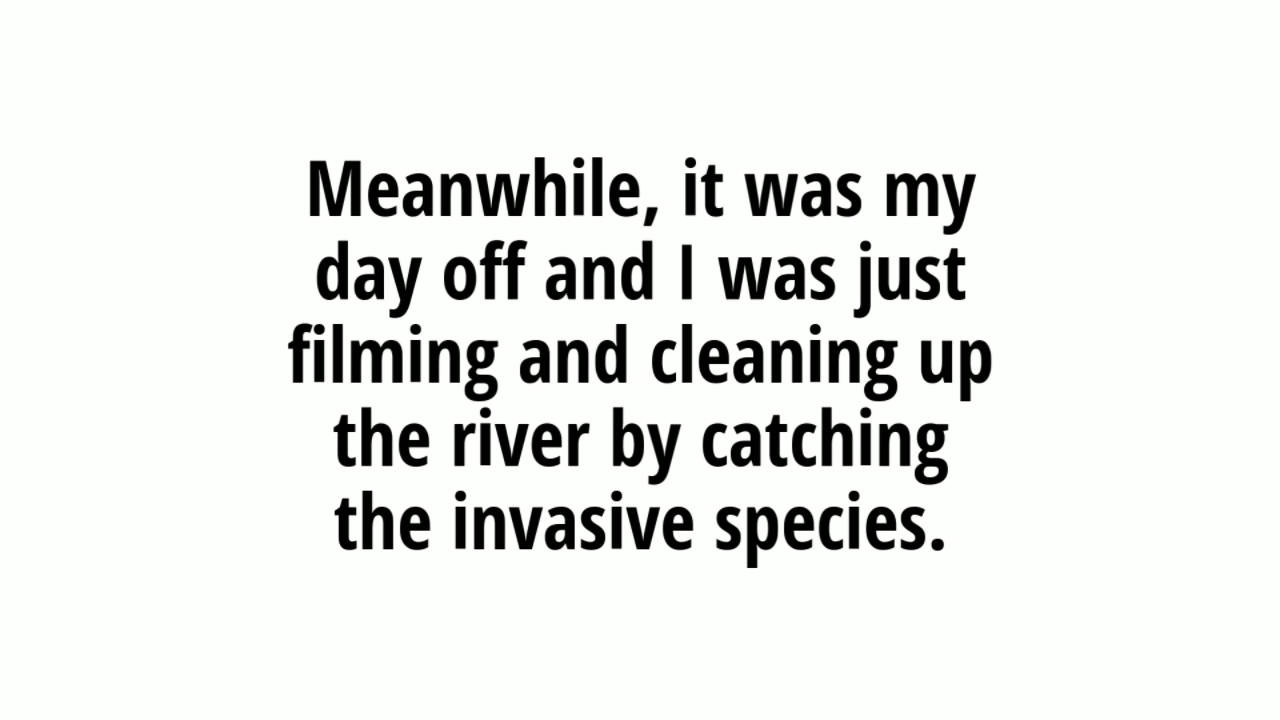 Meanwhile, it was my
day off and I was just
filming and cleaning up
the river by catching
the invasive species.